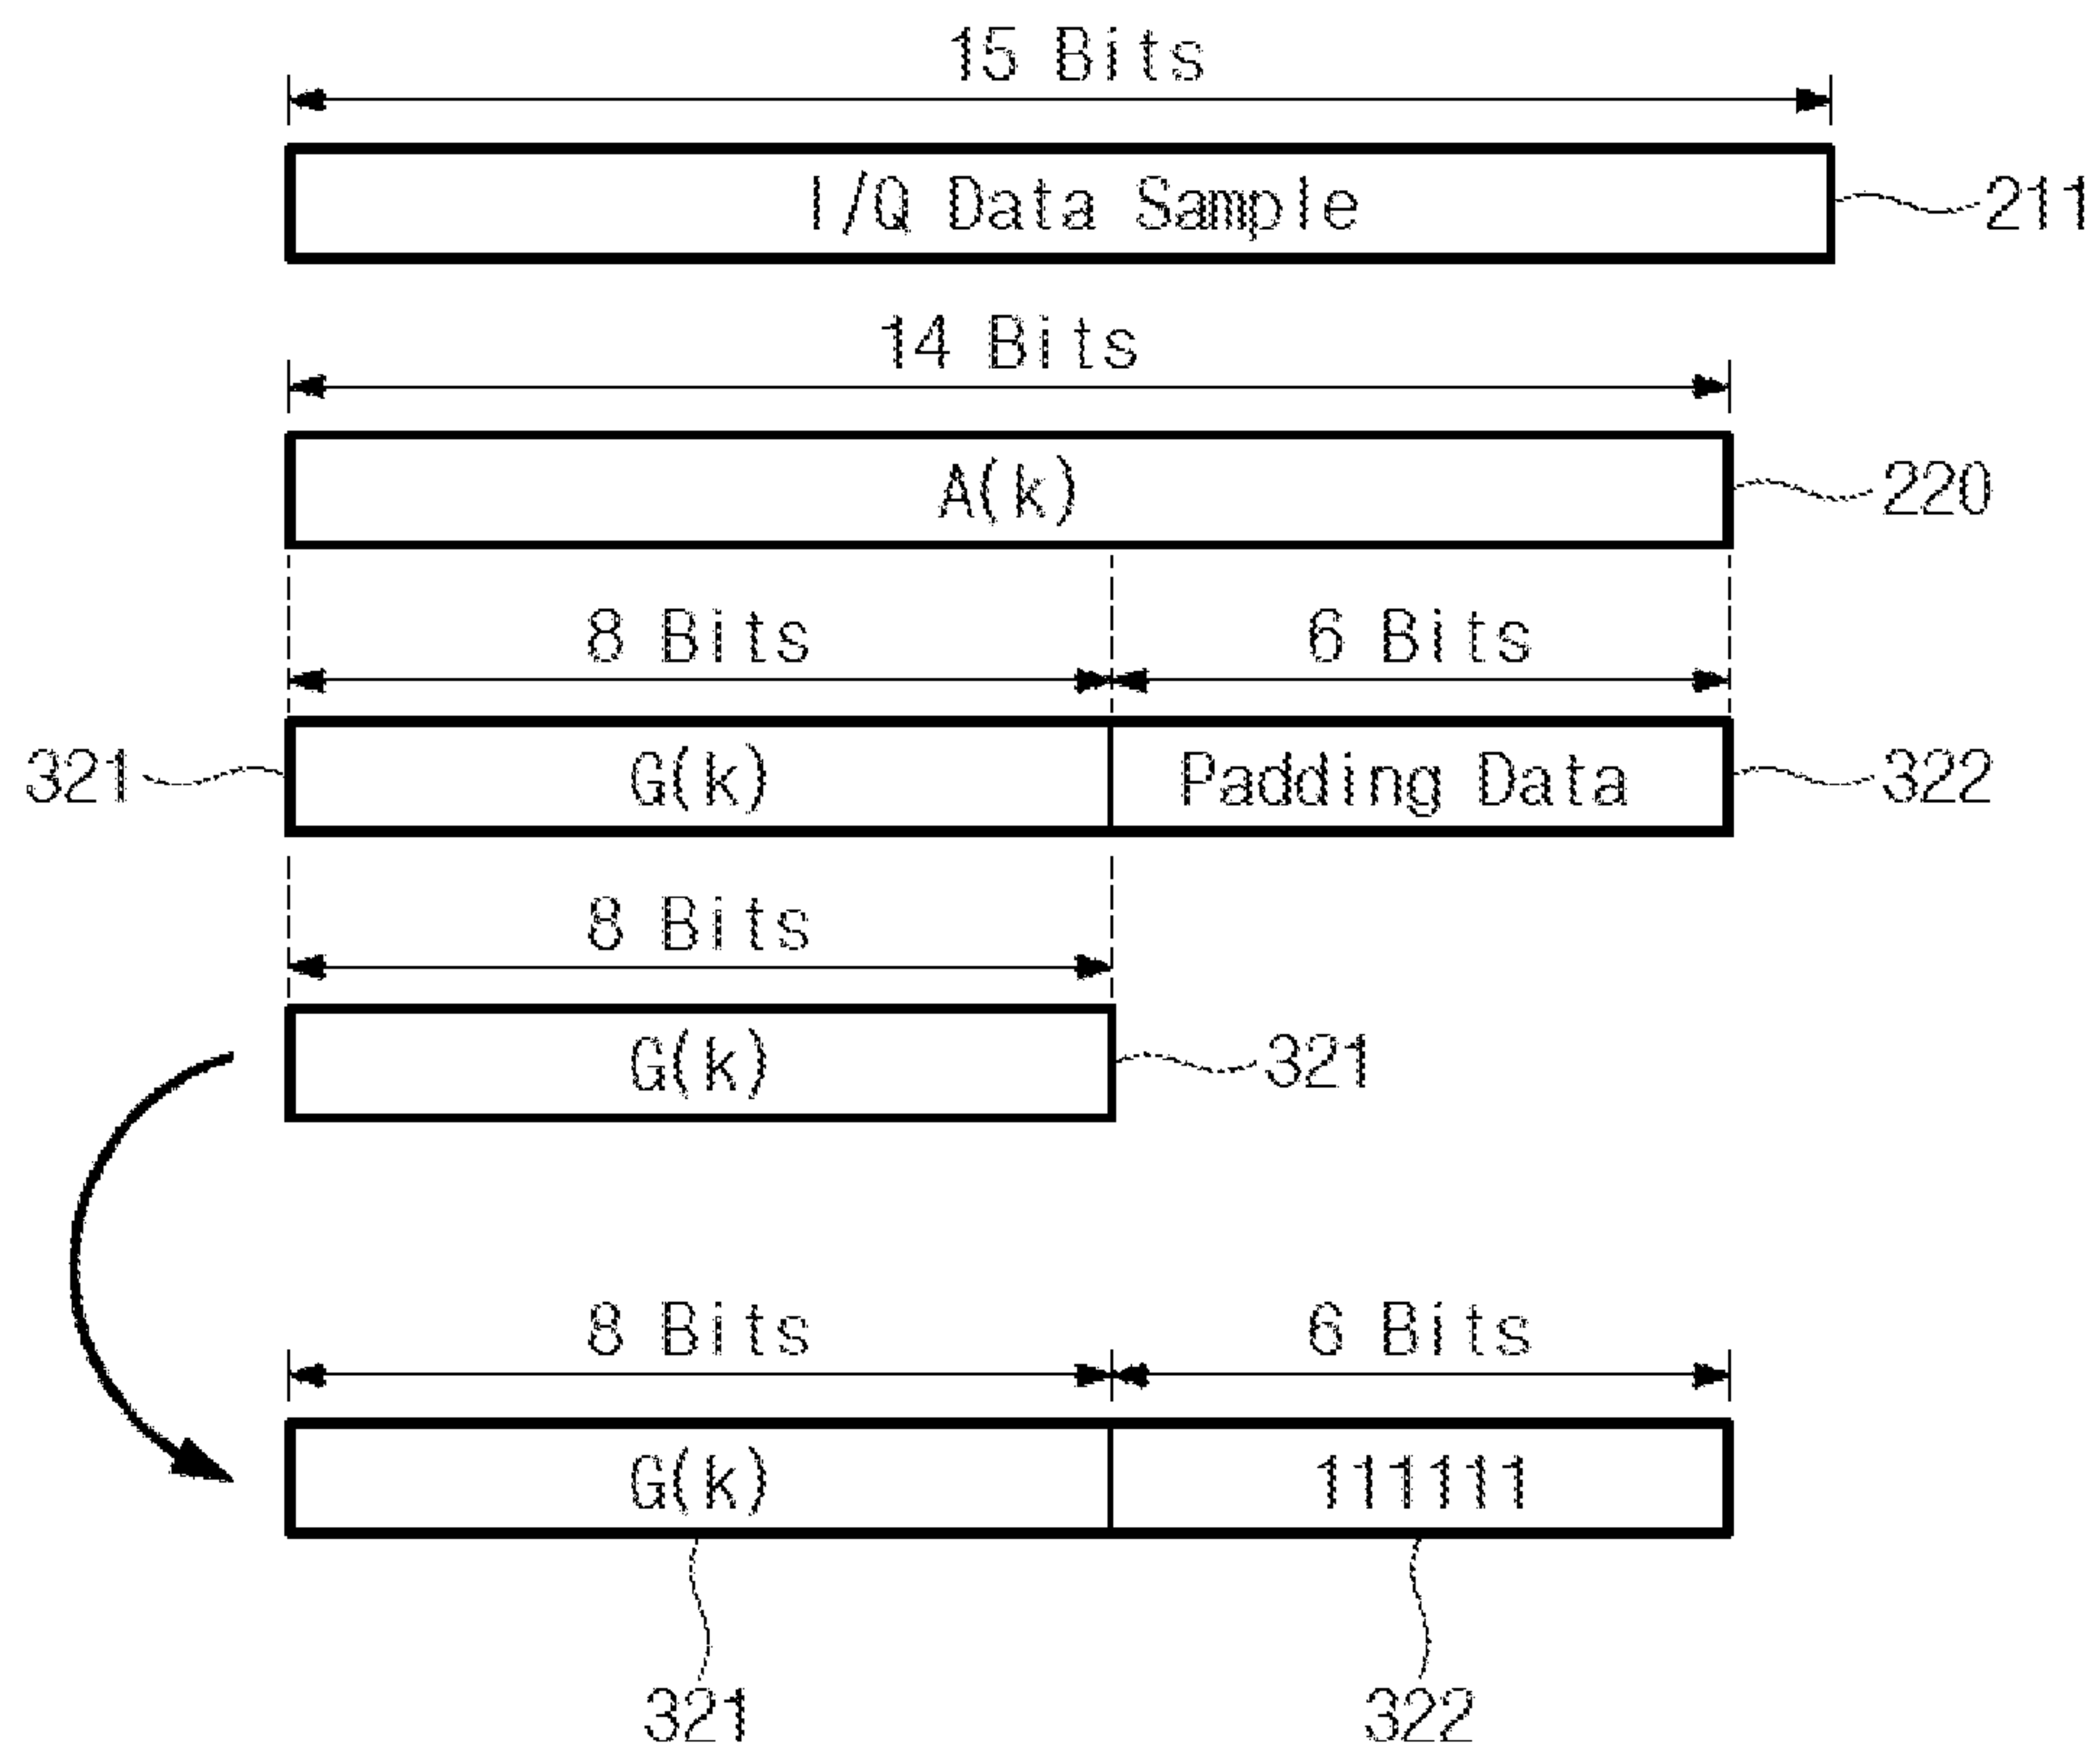 15 Bits
I/Q Data Sample
211
14 Bits
A(k)
220
8 Bits 6 Bits
321 G(k) Padding Data 322
8 Bits
G(k) 321
8 Bits 6 Bits
G(k) 111111
321 322